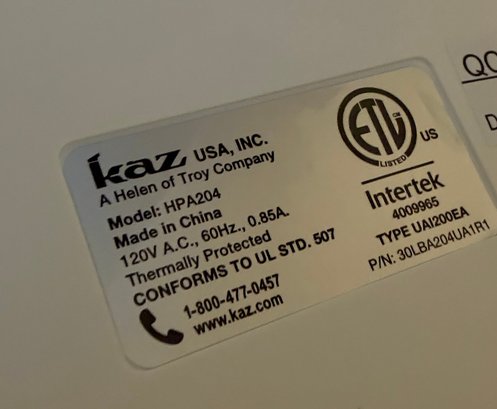 Kaz USA, INC.
A Helen of Troy Company
Model: HPA204
Made in China
120V A.C., 60Hz., 0.85A.
Thermally Protected
CONFORMS TO UL STD. 507
1-800-477-0457
www.kaz.com
ETL
CM
LISTED
US
Intertek
4009965
TYPE UAI200EA
P/N: 30LBA204UA1R1
QC
D